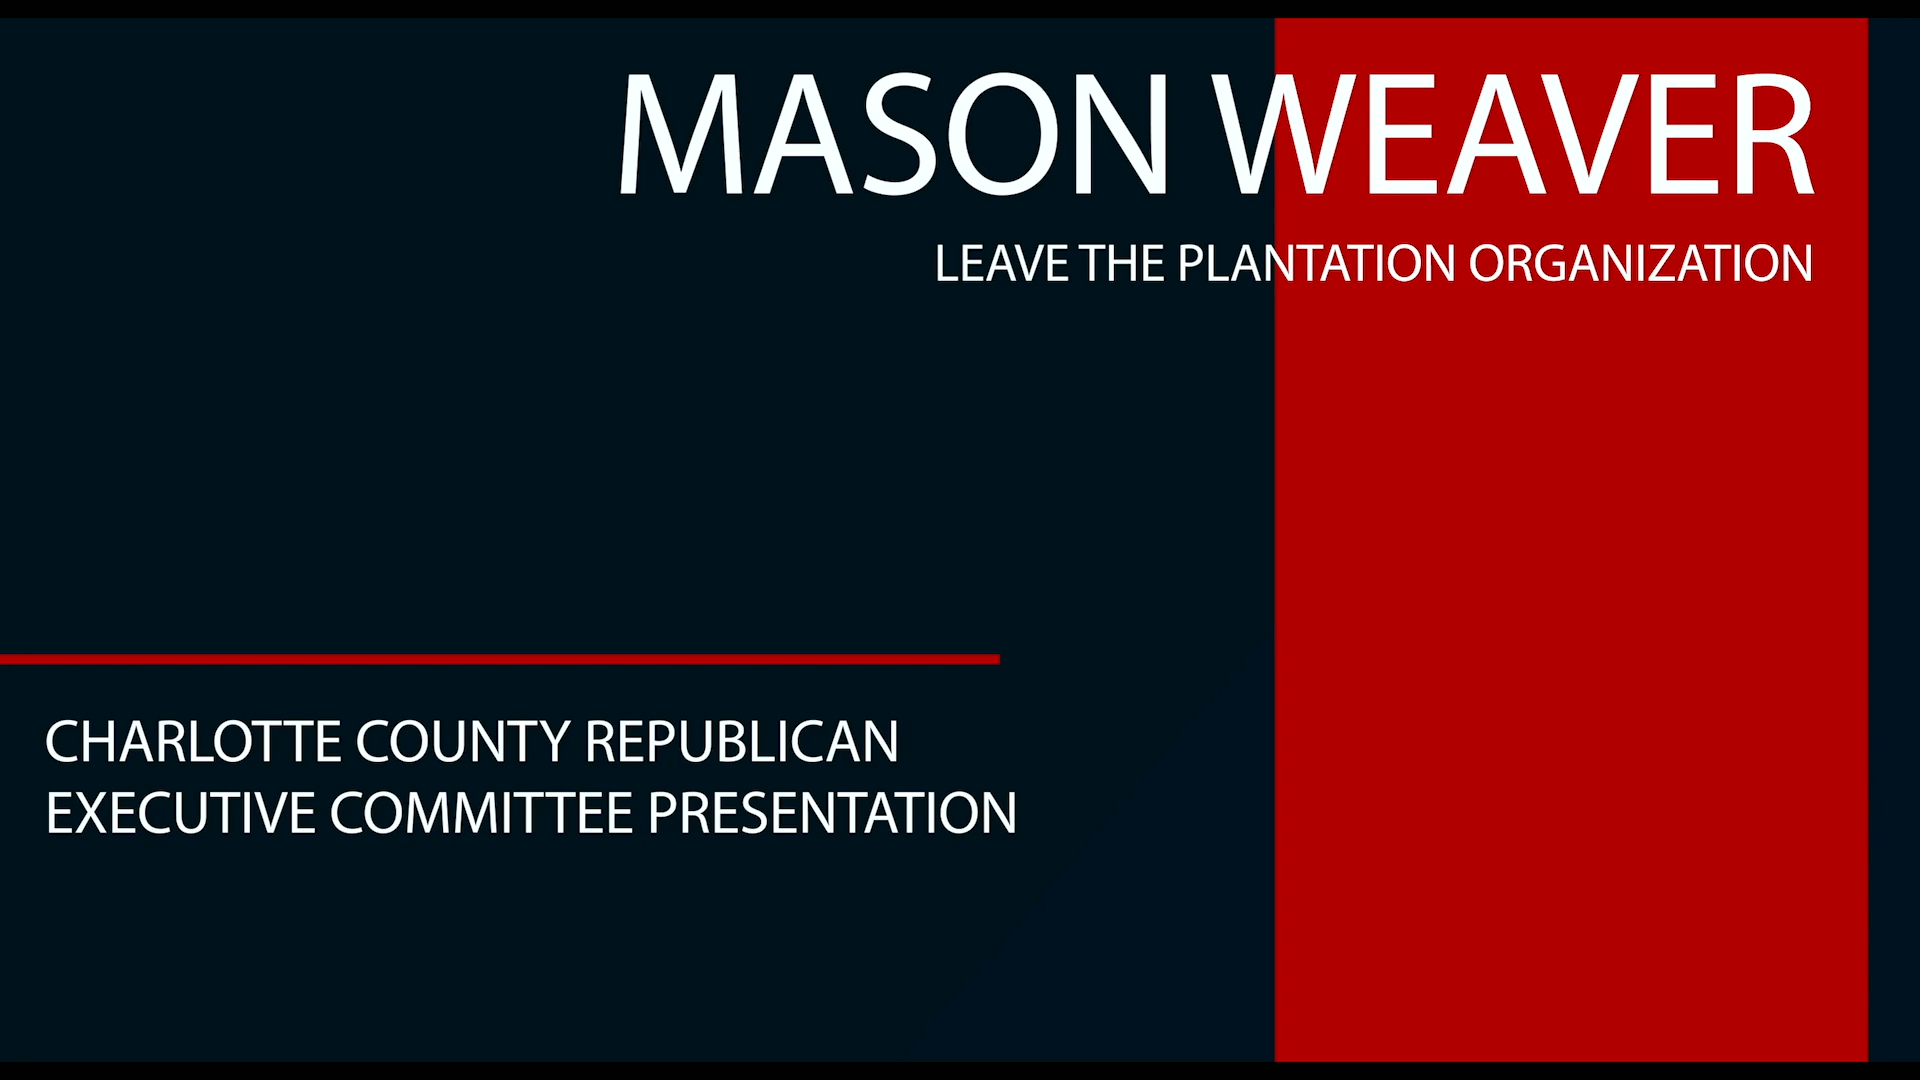 MASON WEAVER
LEAVE THE PLANTATION ORGANIZATION
CHARLOTTE COUNTY REPUBLICAN
EXECUTIVE COMMITTEE PRESENTATION